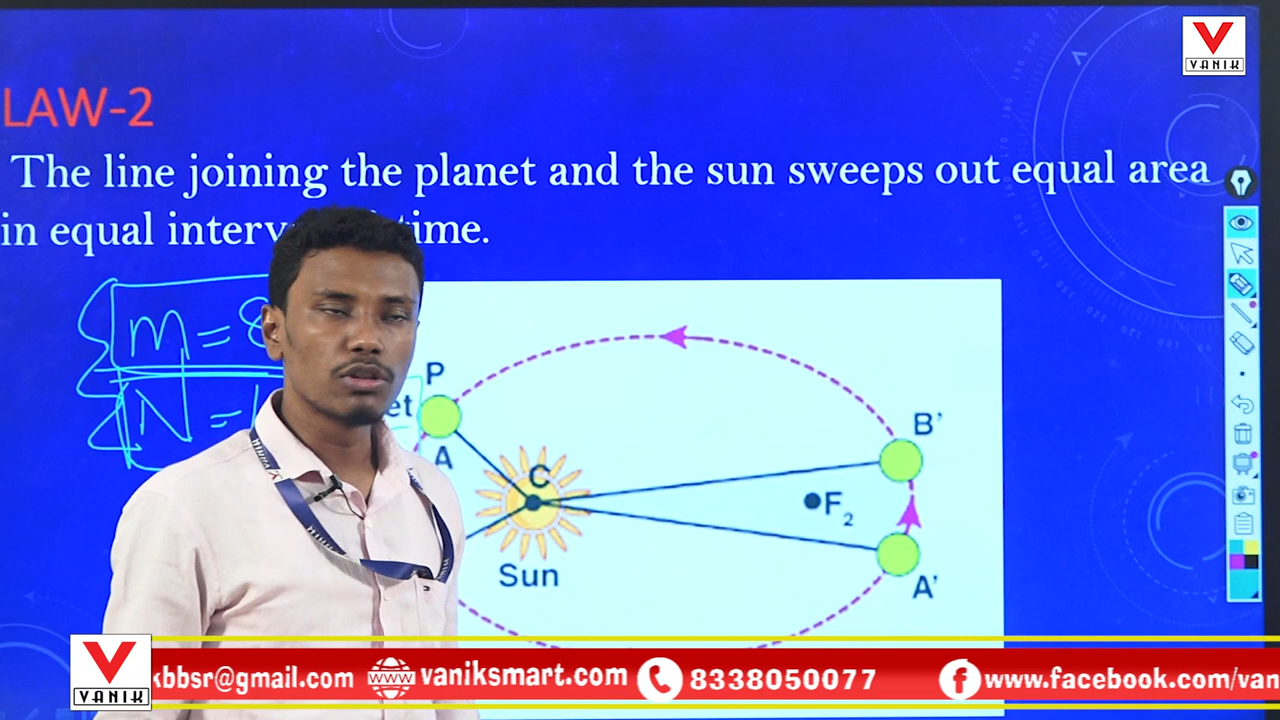 VANIK
LAW-2
The line joining the planet and the sun sweeps out equal area
in equal time.
m = 8
N =
P
A
C
Sun
B'
F2
A'
VANIK
kbbsr@gmail.com
www
vaniksmart.com
8338050077
www.facebook.com/van